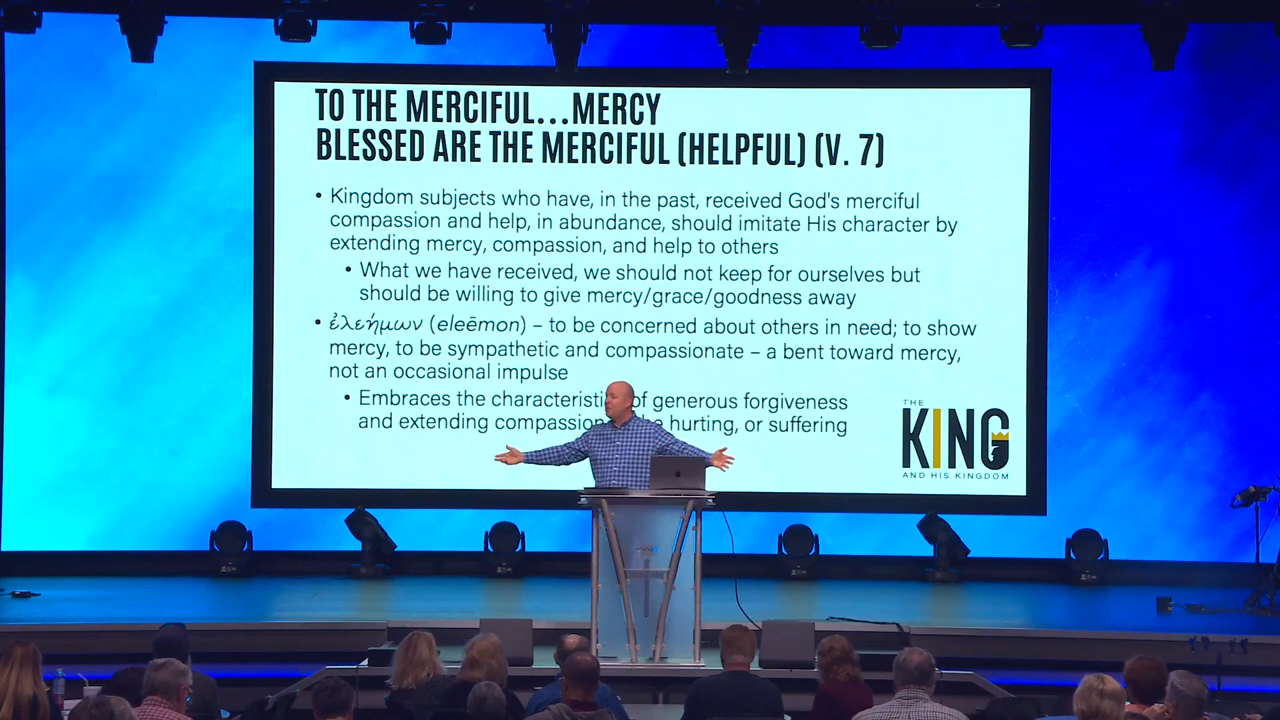 TO THE MERCIFUL...MERCY
BLESSED ARE THE MERCIFUL (HELPFUL) (V. 7)
• Kingdom subjects who have, in the past, received God's merciful
compassion and help, in abundance, should imitate His character by
extending mercy, compassion, and help to others
• What we have received, we should not keep for ourselves but
should be willing to give mercy/grace/goodness away
• ἐλεήμων (eleēmon) – to be concerned about others in need; to show
mercy, to be sympathetic and compassionate – a bent toward mercy,
not an occasional impulse
• Embraces the of generous forgiveness
and extending compassion hurting, or suffering
THE
KING
AND HIS KINGDOM